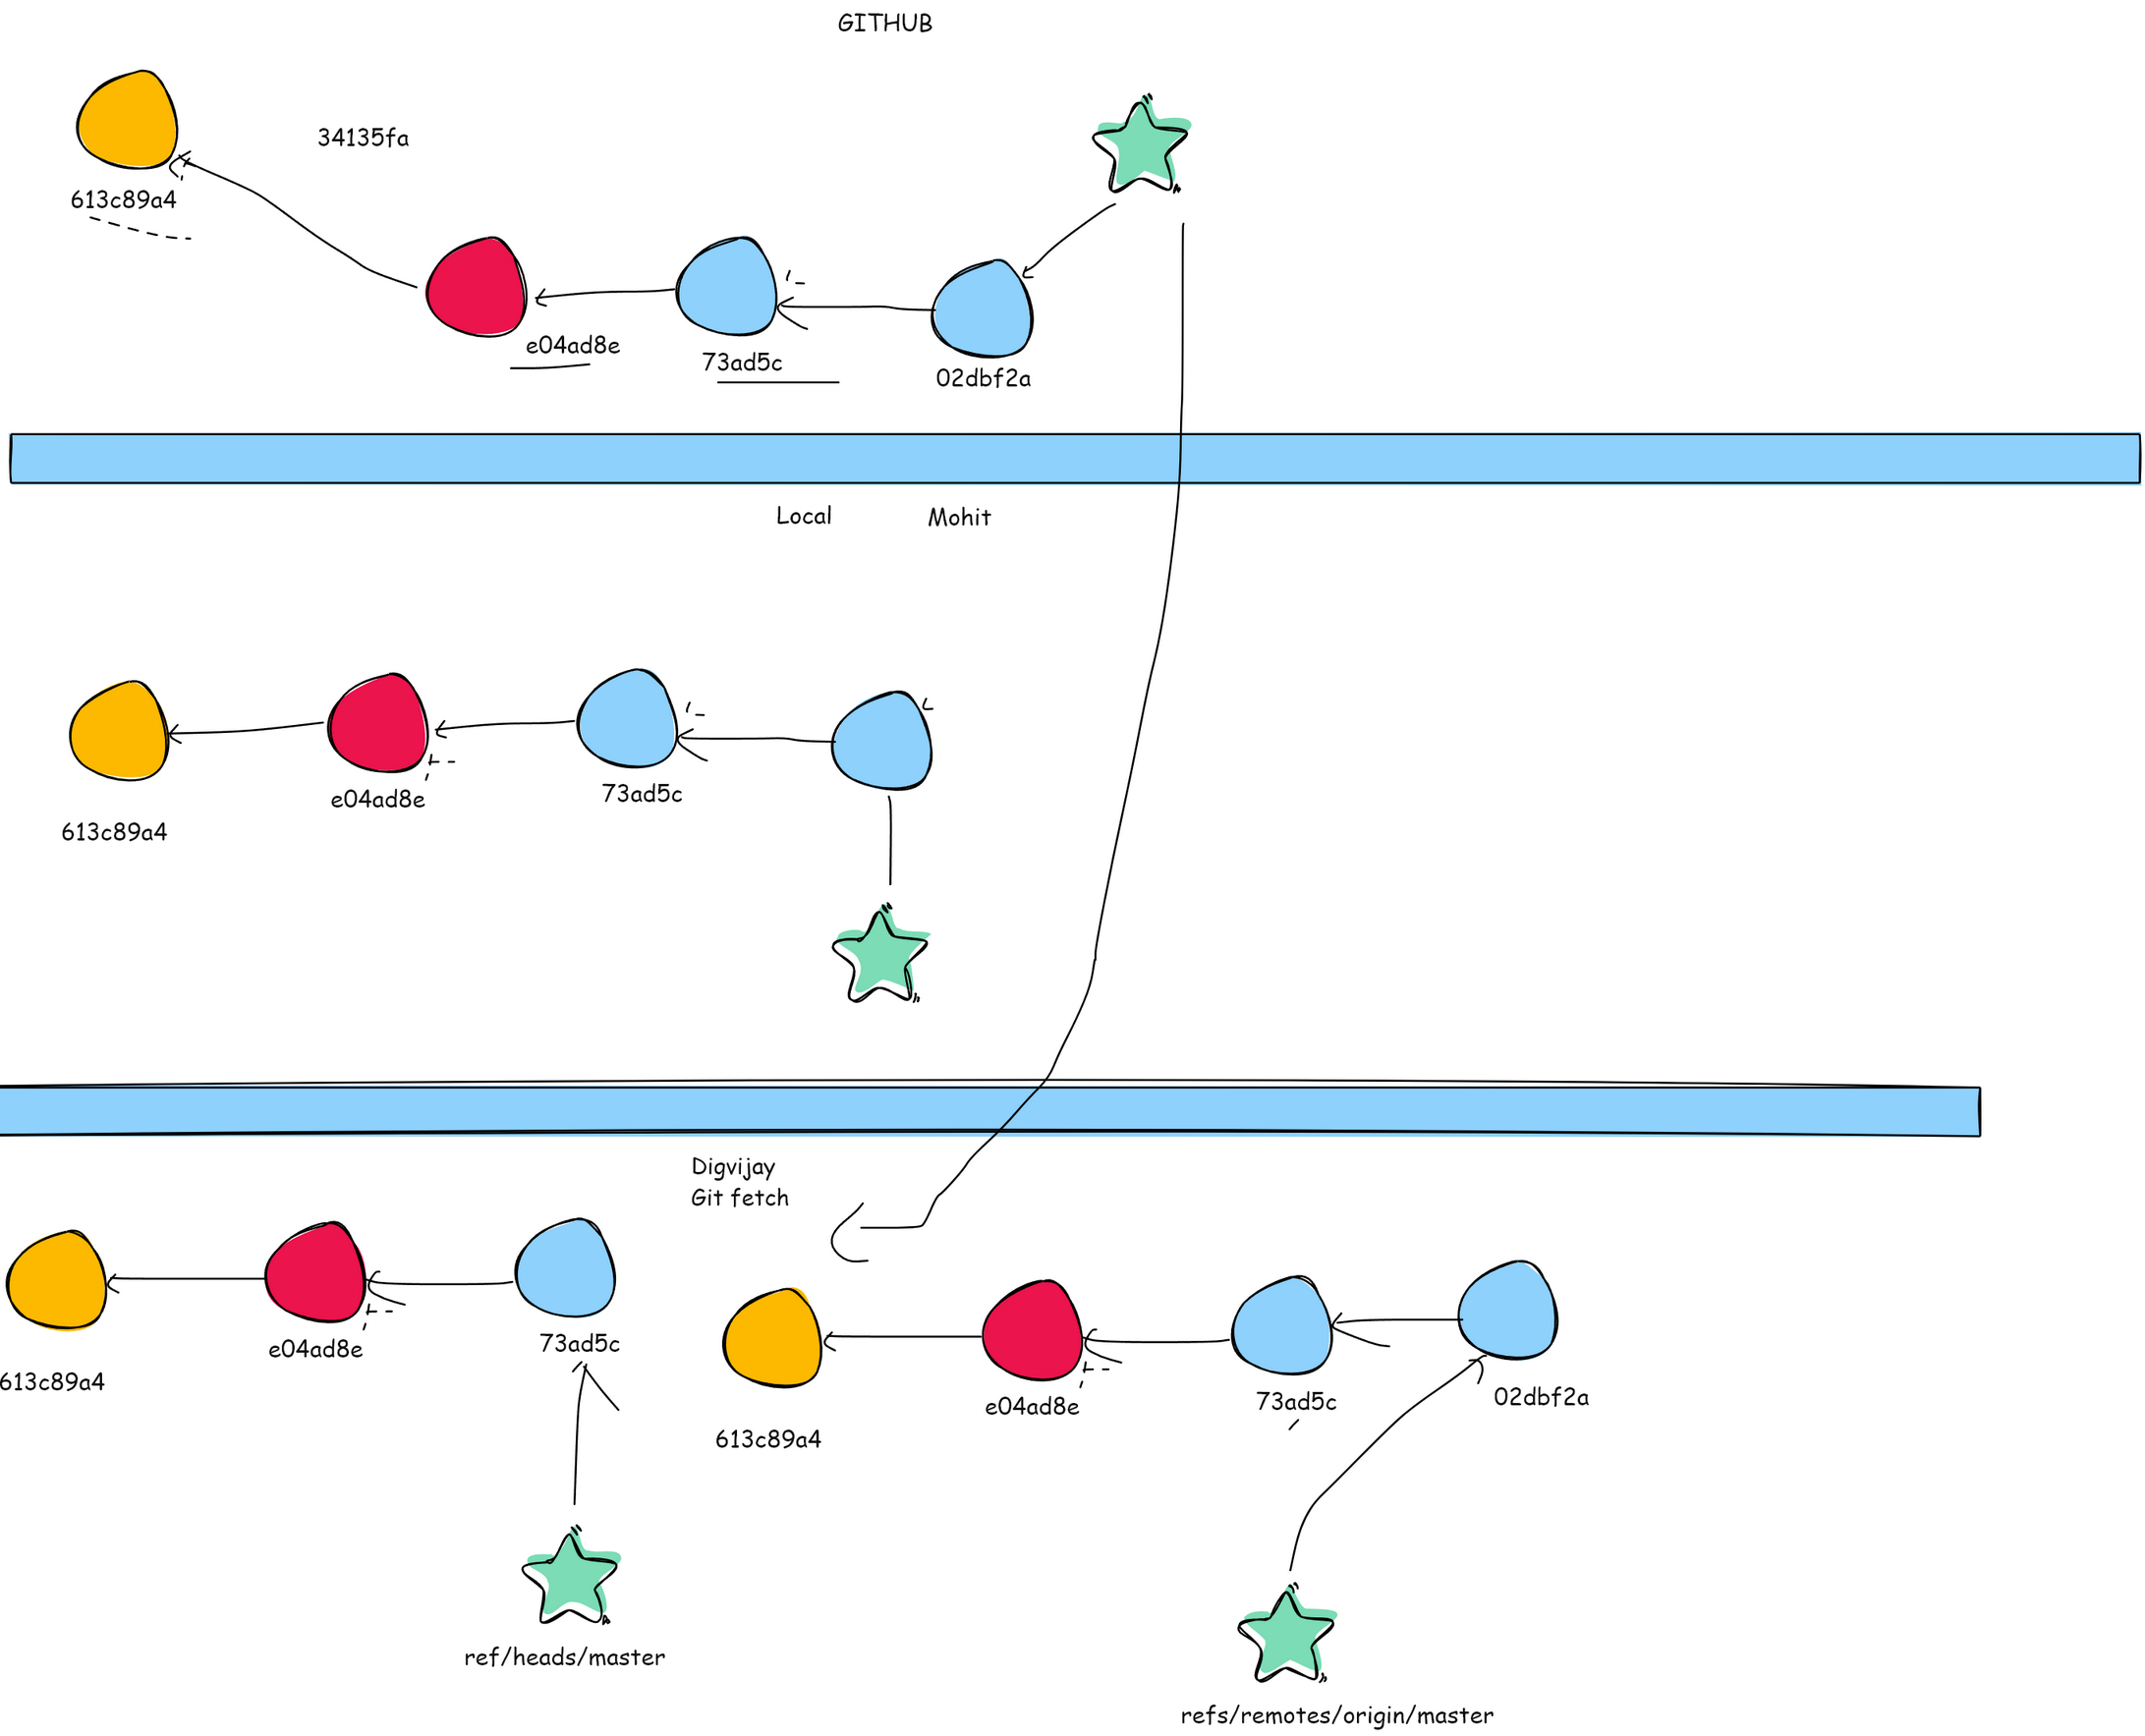 GITHUB
34135fa
613c89a4
e04ad8e
73ad5c
02dbf2a
Local Mohit
e04ad8e
73ad5c
613c89a4
Digvijay
Git fetch
e04ad8e
73ad5c
613c89a4
e04ad8e
73ad5c
02dbf2a
613c89a4
ref/heads/master
refs/remotes/origin/master